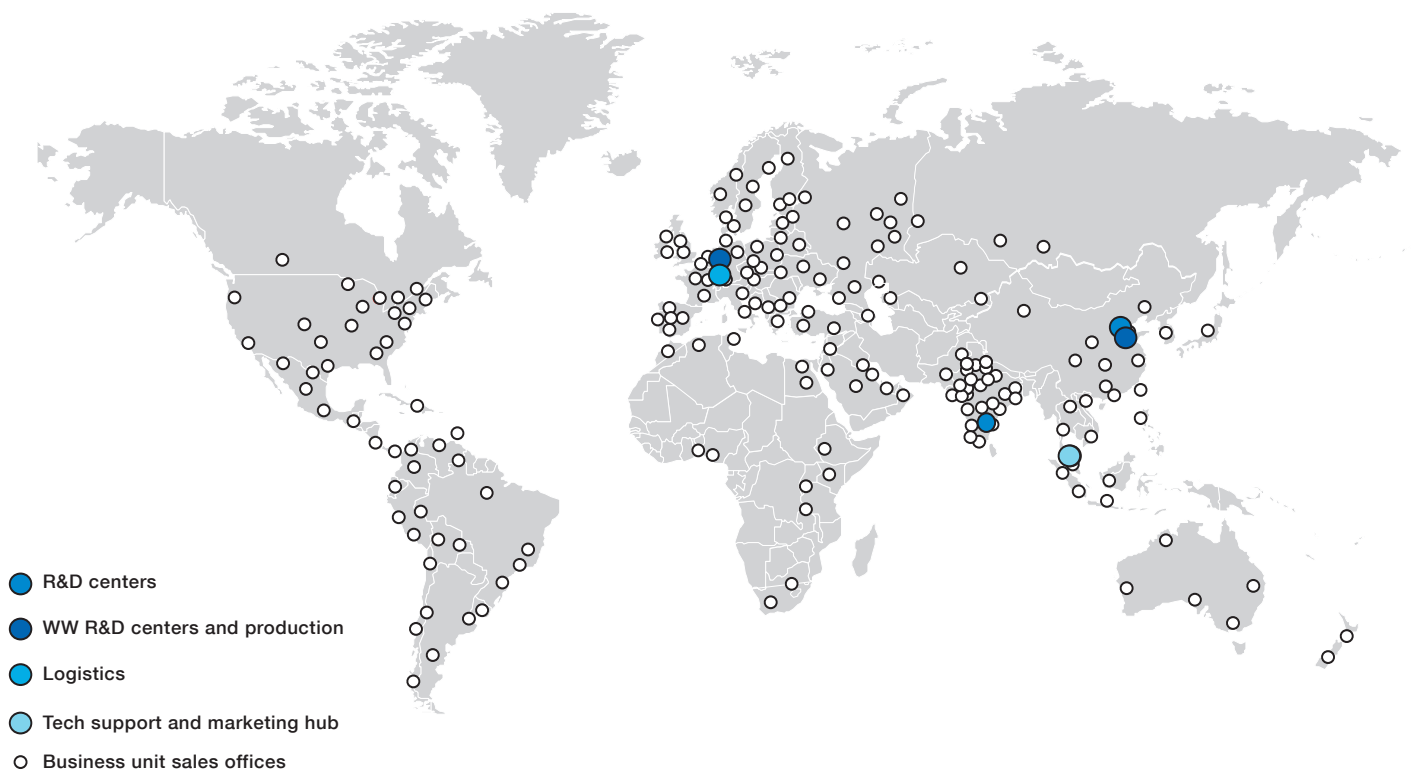 R&D centers
WW R&D centers and production
Logistics
Tech support and marketing hub
Business unit sales offices